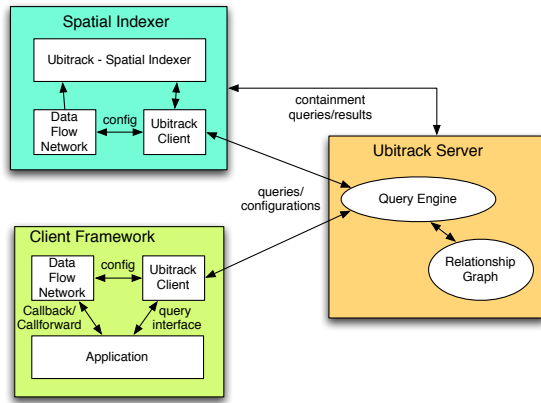 Spatial Indexer
Ubitrack - Spatial Indexer
Data
Flow
Network
config
Ubitrack
Client
containment
queries/results
Ubitrack Server
Query Engine
Relationship
Graph
queries/
configurations
Client Framework
Data
Flow
Network
config
Ubitrack
Client
Callback/
Callforward
query
interface
Application